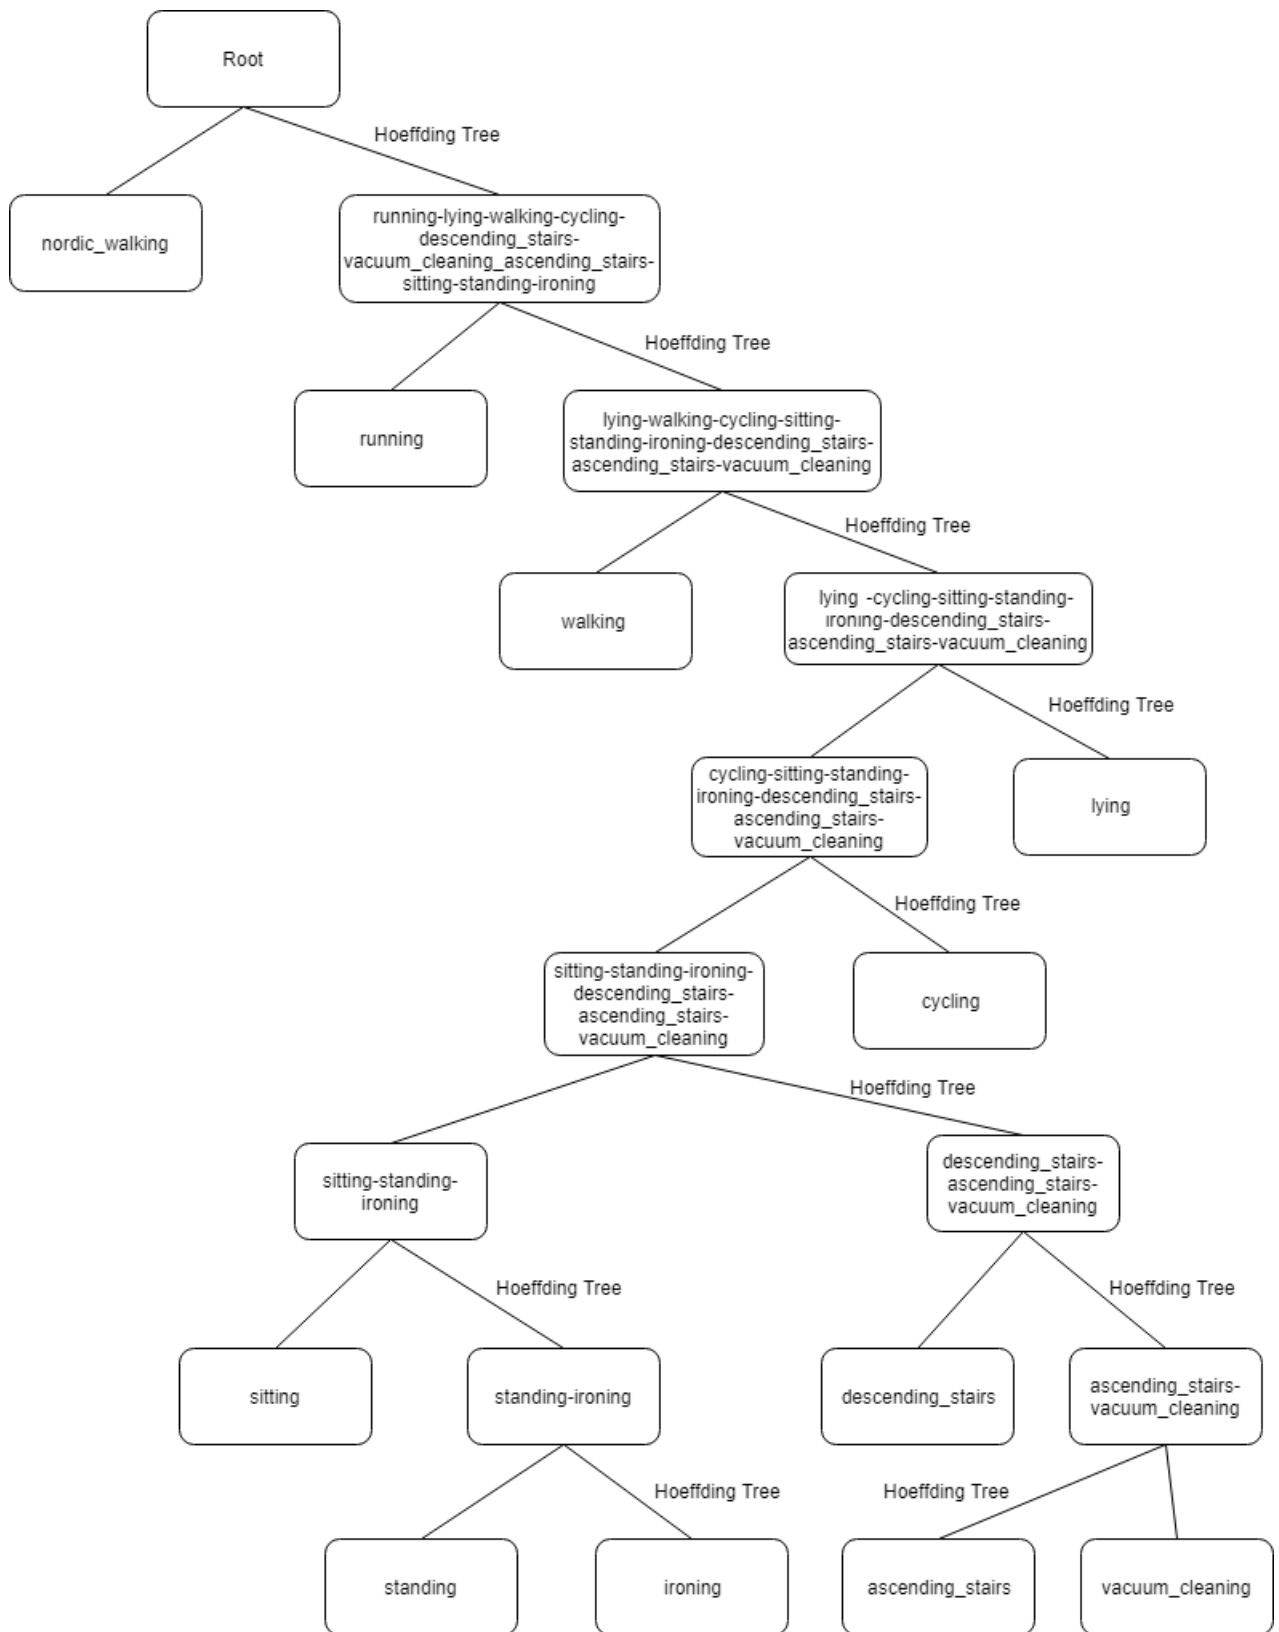 Root
Hoeffding Tree
nordic_walking
running-lying-walking-cycling-
descending_stairs-
vacuum_cleaning_ascending_stairs-
sitting-standing-ironing
Hoeffding Tree
running
lying-walking-cycling-sitting-
standing-ironing-descending_stairs-
ascending_stairs-vacuum_cleaning
Hoeffding Tree
walking
lying -cycling-sitting-standing-
ironing-descending_stairs-
ascending_stairs-vacuum_cleaning
Hoeffding Tree
cycling-sitting-standing-
ironing-descending_stairs-
ascending_stairs-
vacuum_cleaning
lying
Hoeffding Tree
sitting-standing-ironing-
descending_stairs-
ascending_stairs-
vacuum_cleaning
cycling
Hoeffding Tree
sitting-standing-
ironing
descending_stairs-
ascending_stairs-
vacuum_cleaning
Hoeffding Tree
Hoeffding Tree
sitting
standing-ironing
descending_stairs
ascending_stairs-
vacuum_cleaning
Hoeffding Tree
Hoeffding Tree
standing
ironing
ascending_stairs
vacuum_cleaning